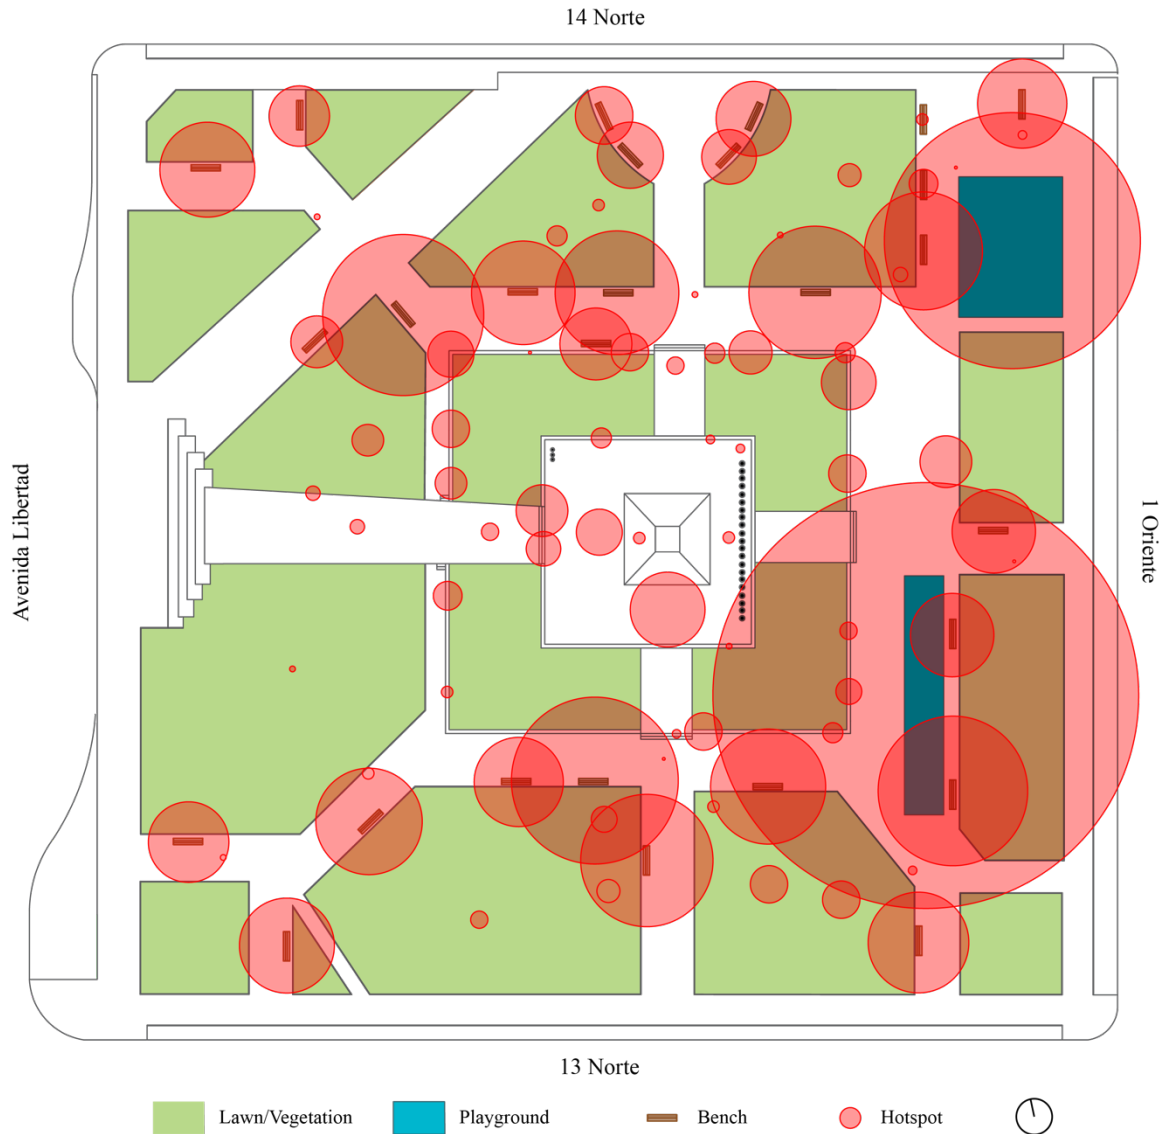 14 Norte
Avenida Libertad
1 Oriente
13 Norte
Lawn/Vegetation
Playground
Bench
Hotspot